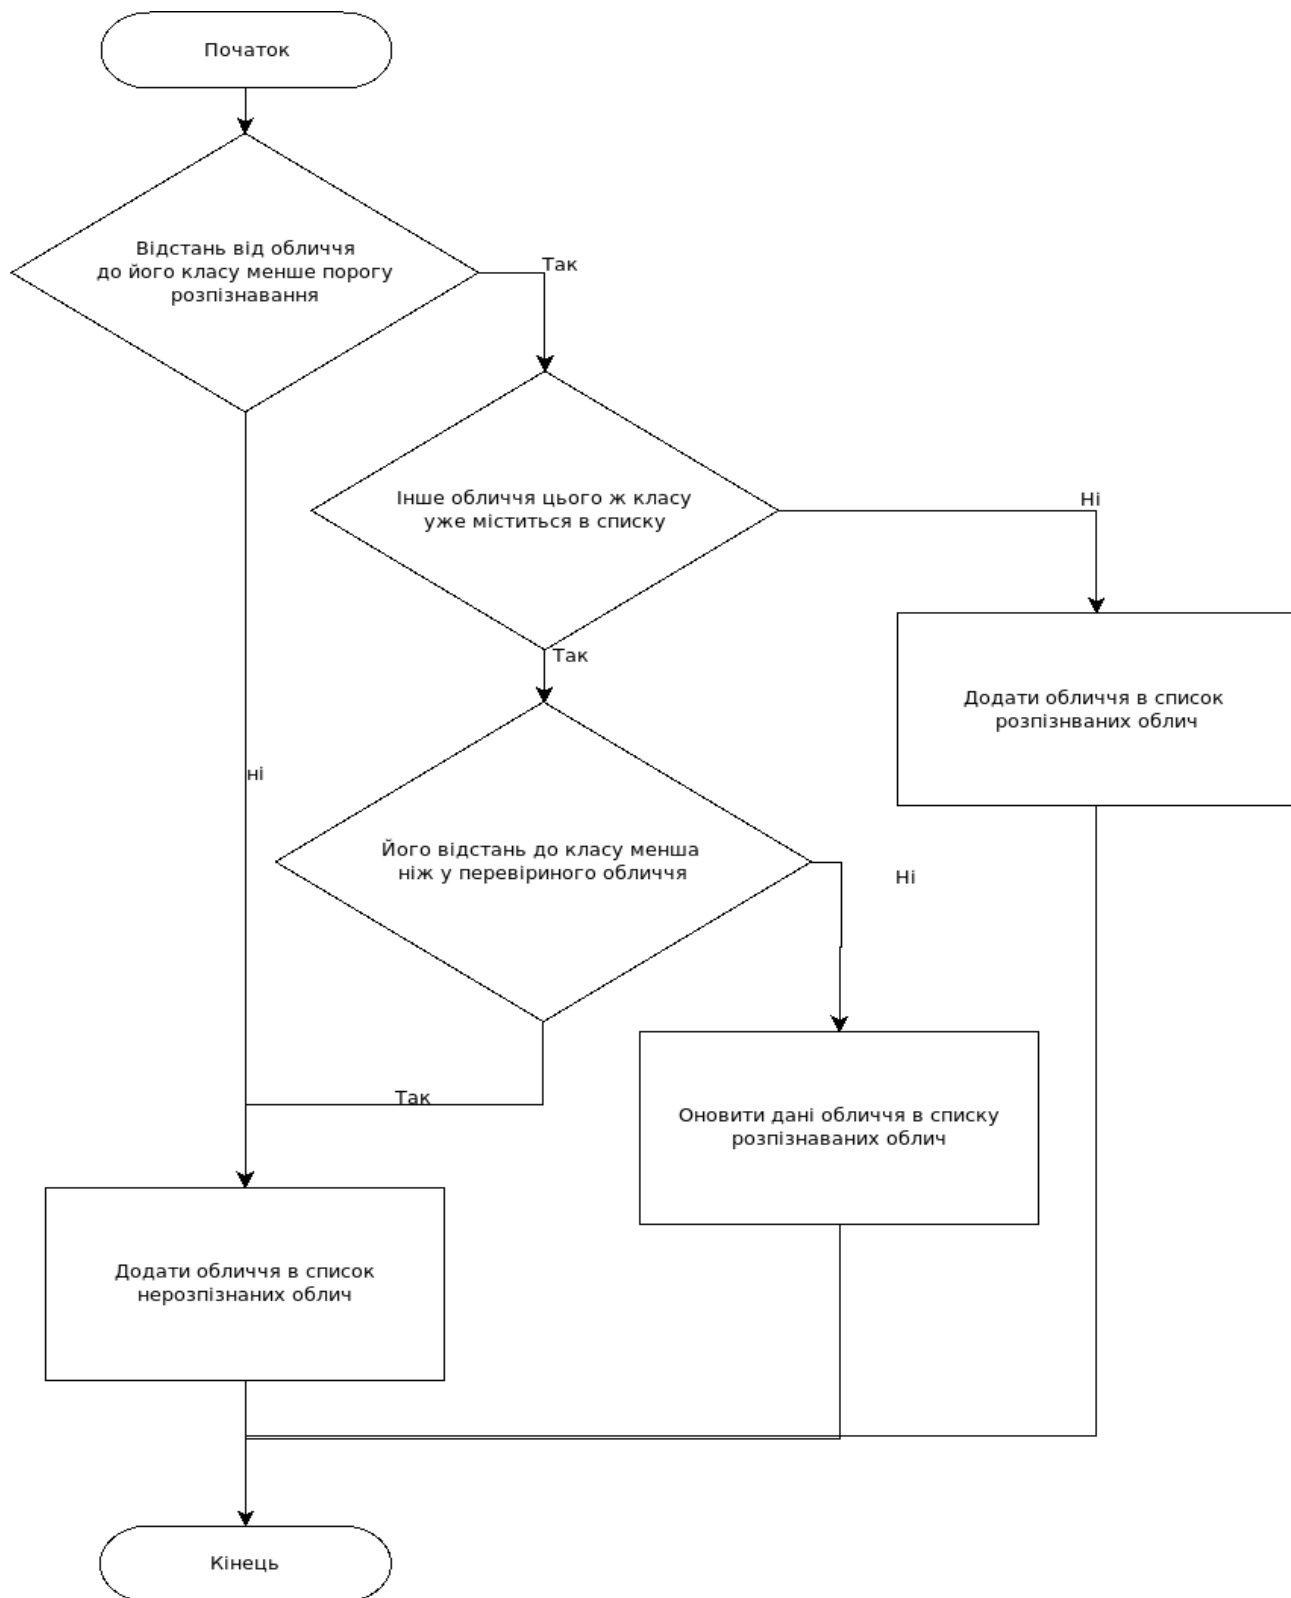 Початок
Відстань від обличчя
до його класу менше порогу
розпізнавання
Так
Інше обличчя цього ж класу
уже міститься в списку
Ні
Так
Додати обличчя в список
розпізнваних облич
ні
Його відстань до класу менша
ніж у перевіриного обличчя
Ні
Так
Оновити дані обличчя в списку
розпізнаваних облич
Додати обличчя в список
нерозпізнаних облич
Кінець